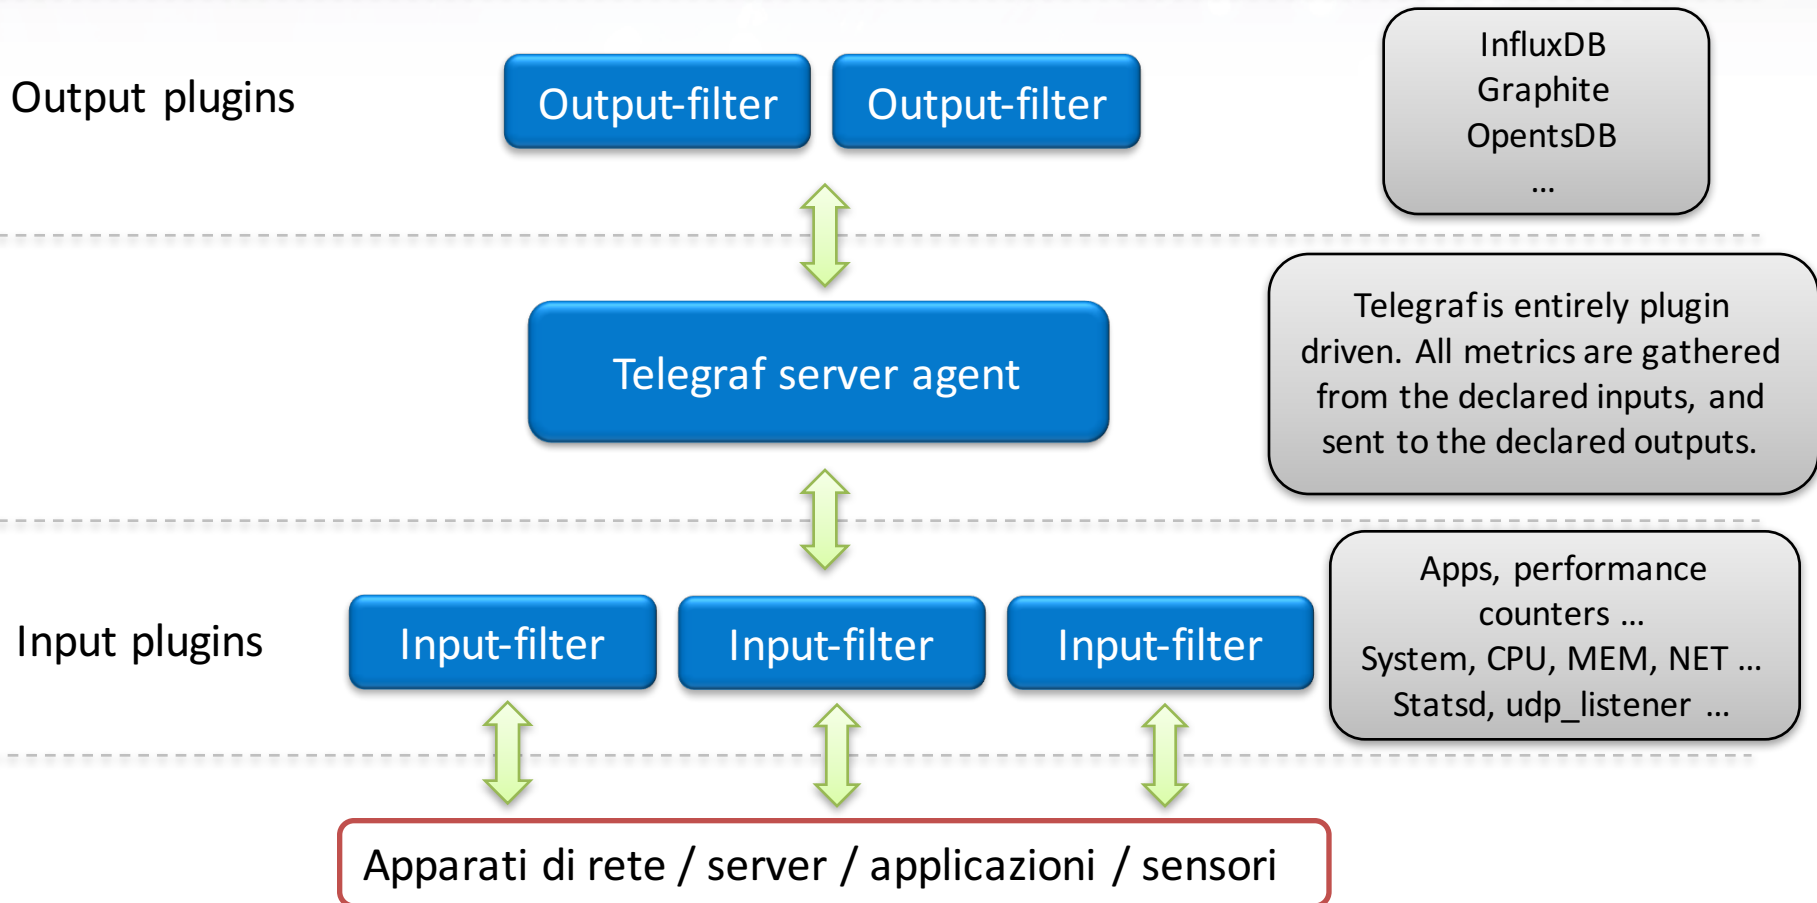 Output plugins
Output-filter
Output-filter
InfluxDB
Graphite
OpentsDB
...
Telegraf server agent
Telegraf is entirely plugin
driven. All metrics are gathered
from the declared inputs, and
sent to the declared outputs.
Input plugins
Input-filter
Input-filter
Input-filter
Apps, performance
counters ...
System, CPU, MEM, NET ...
Statsd, udp_listener ...
Apparati di rete / server / applicazioni / sensori